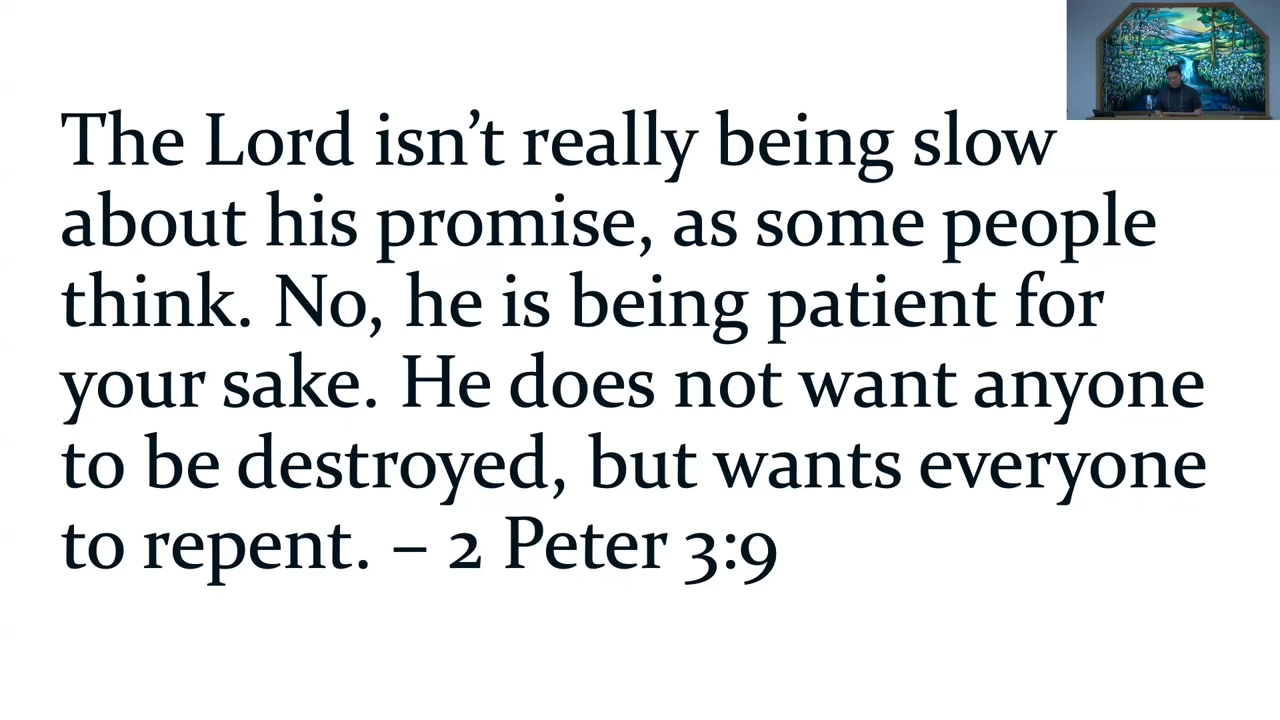 The Lord isn’t really being slow
about his promise, as some people
think. No, he is being patient for
your sake. He does not want anyone
to be destroyed, but wants everyone
to repent. – 2 Peter 3:9